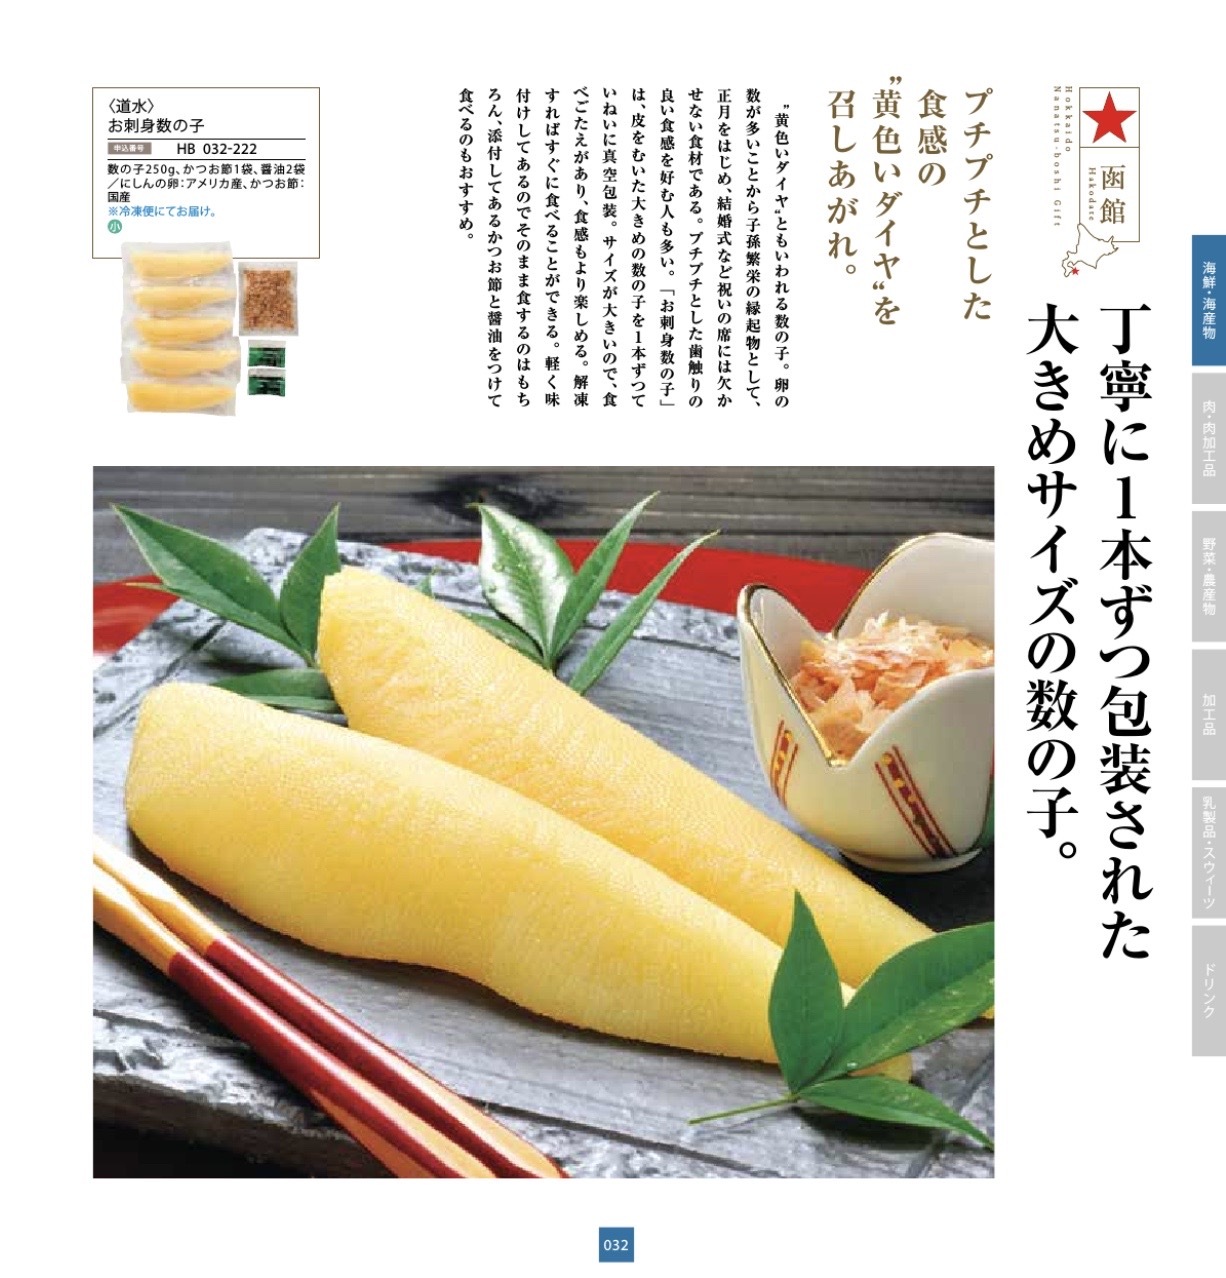 Hokkaido
Nanatsu-boshi Gift
函館
Hakodate
丁寧に1本ずつ包装された
大きめサイズの数の子。
プチプチとした
食感の
〝黄色いダイヤ〟を
召しあがれ。
〝黄色いダイヤ〟ともいわれる数の子。卵の
数が多いことから子孫繁栄の縁起物として、
正月をはじめ、結婚式など祝いの席には欠か
せない食材である。プチプチとした歯触りの
良い食感を好む人も多い。「お刺身数の子」
は、皮をむいた大きめの数の子を1本ずつて
いねいに真空包装。サイズが大きいので、食
べごたえがあり、食感もより楽しめる。解凍
すればすぐに食べることができる。軽く味
付けしてあるのでそのまま食するのはもち
ろん、添付してあるかつお節と醤油をつけて
食べるのもおすすめ。
〈道水〉
お刺身数の子
申込番号 HB 032-222
数の子250g、かつお節1袋、醤油2袋
／にしんの卵：アメリカ産、かつお節：
国産
※冷凍便にてお届け。
小
海鮮・海産物
肉・肉加工品
野菜・農産物
加工品
乳製品・スウィーツ
ドリンク
032